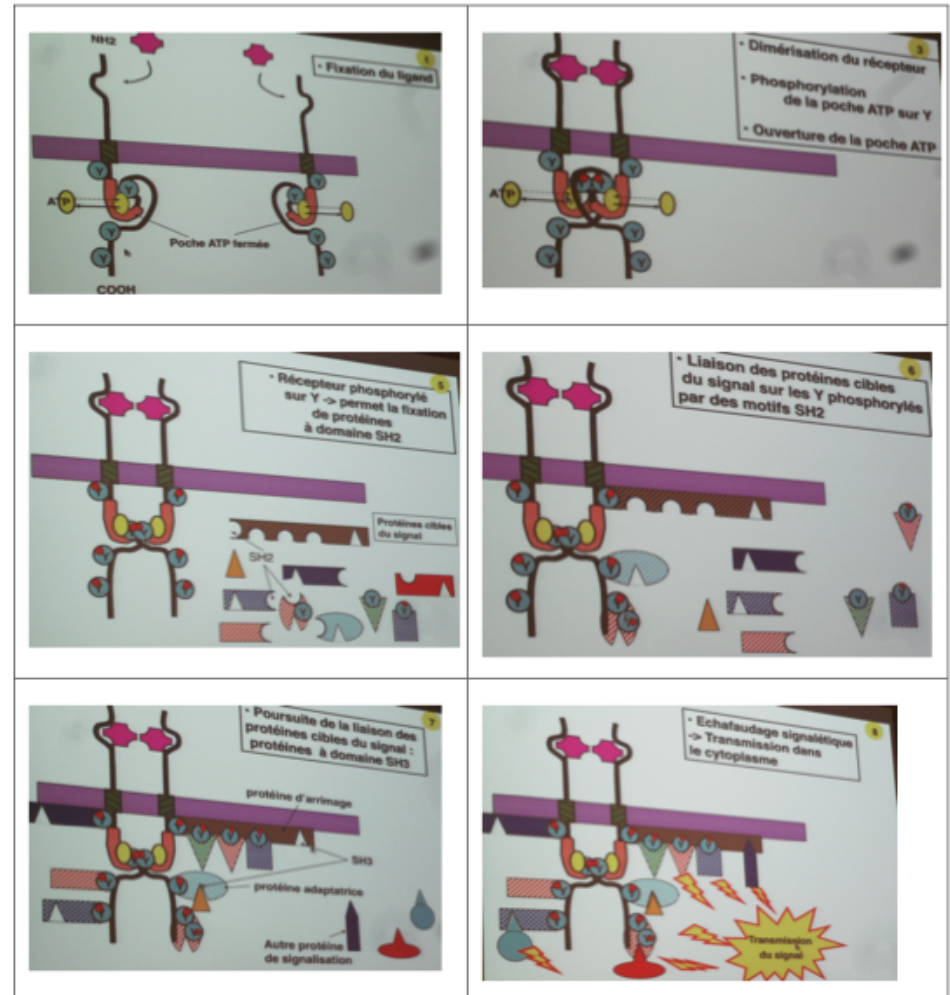 NH2
1
• Fixation du ligand
ATP
Y
Y
Y
Y
Y
Y
Y
Y
Poche ATP fermée
COOH
3
• Dimérisation du récepteur
• Phosphorylation
de la poche ATP sur Y
• Ouverture de la poche ATP
ATP
Y
Y
Y
Y
Y
Y
5
• Récepteur phosphorylé
sur Y -> permet la fixation
de protéines
à domaine SH2
Protéines cibles
du signal
SH2
Y
Y
Y
6
• Liaison des protéines cibles
du signal sur les Y phosphorylés
par des motifs SH2
Y
Y
Y
7
• Poursuite de la liaison des
protéines cibles du signal :
protéines à domaine SH3
protéine d'arrimage
SH3
protéine adaptatrice
Autre protéine
de signalisation
8
• Echafaudage signalétique
-> Transmission dans
le cytoplasme
Transmission
du signal